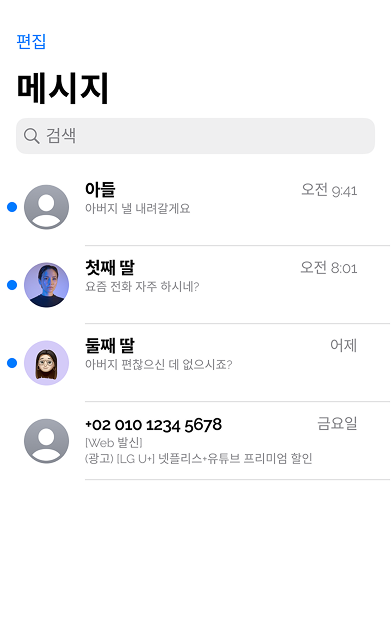 편집
메시지
검색
아들 오전 9:41
아버지 낼 내려갈게요
첫째 딸 오전 8:01
요즘 전화 자주 하시네?
둘째 딸 어제
아버지 편찮으신 데 없으시죠?
+02 010 1234 5678 금요일
[Web 발신]
(광고) [LG U+] 넷플리스+유튜브 프리미엄 할인